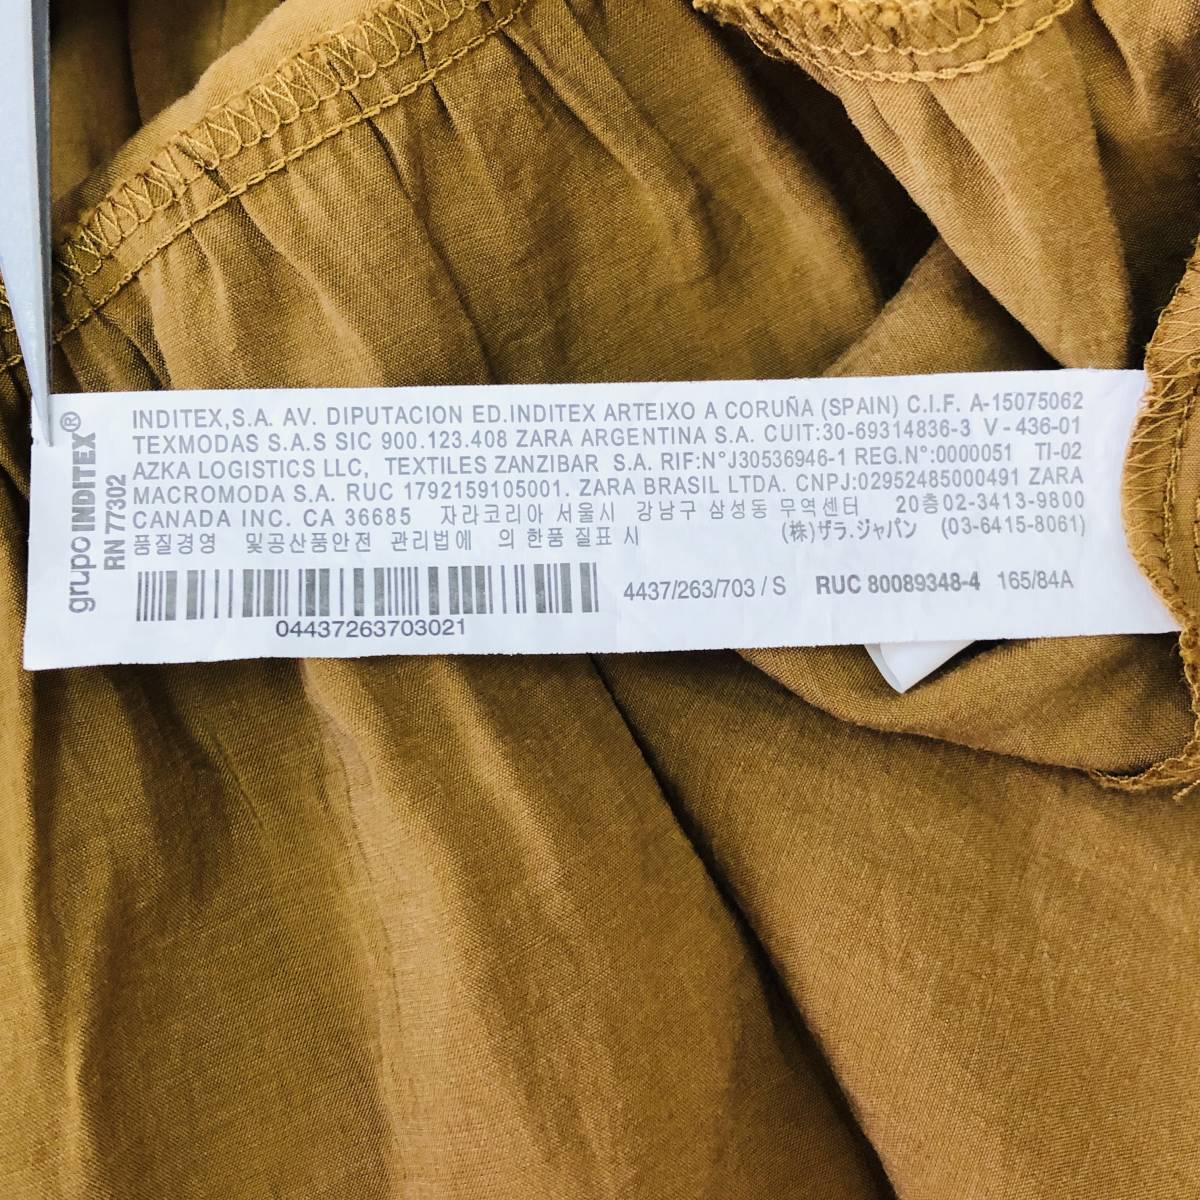 grupo INDITEX®
RN 77302
INDITEX,S.A. AV. DIPUTACION ED.INDITEX ARTEIXO A CORUÑA (SPAIN) C.I.F. A-15075062
TEXMODAS S.A.S SIC 900.123.408 ZARA ARGENTINA S.A. CUIT:30-69314836-3 V - 436-01
AZKA LOGISTICS LLC, TEXTILES ZANZIBAR S.A. RIF:N°J30536946-1 REG.N°:0000051 TI-02
MACROMODA S.A. RUC 1792159105001. ZARA BRASIL LTDA. CNPJ:02952485000491 ZARA
CANADA INC. CA 36685 자라코리아 서울시 강남구 삼성동 무역센터 20층02-3413-9800
품질경영 및공산품안전 관리법에 의 한품 질표 시 (株)ザラ.ジャパン (03-6415-8061)
04437263703021
4437/263/703 / S RUC 80089348-4 165/84A